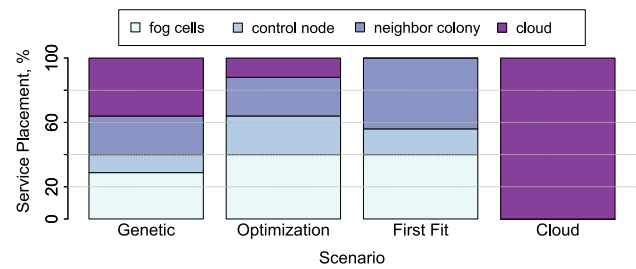 fog cells control node neighbor colony cloud
Service Placement, %
100
60
20
0
Genetic Optimization First Fit Cloud
Scenario